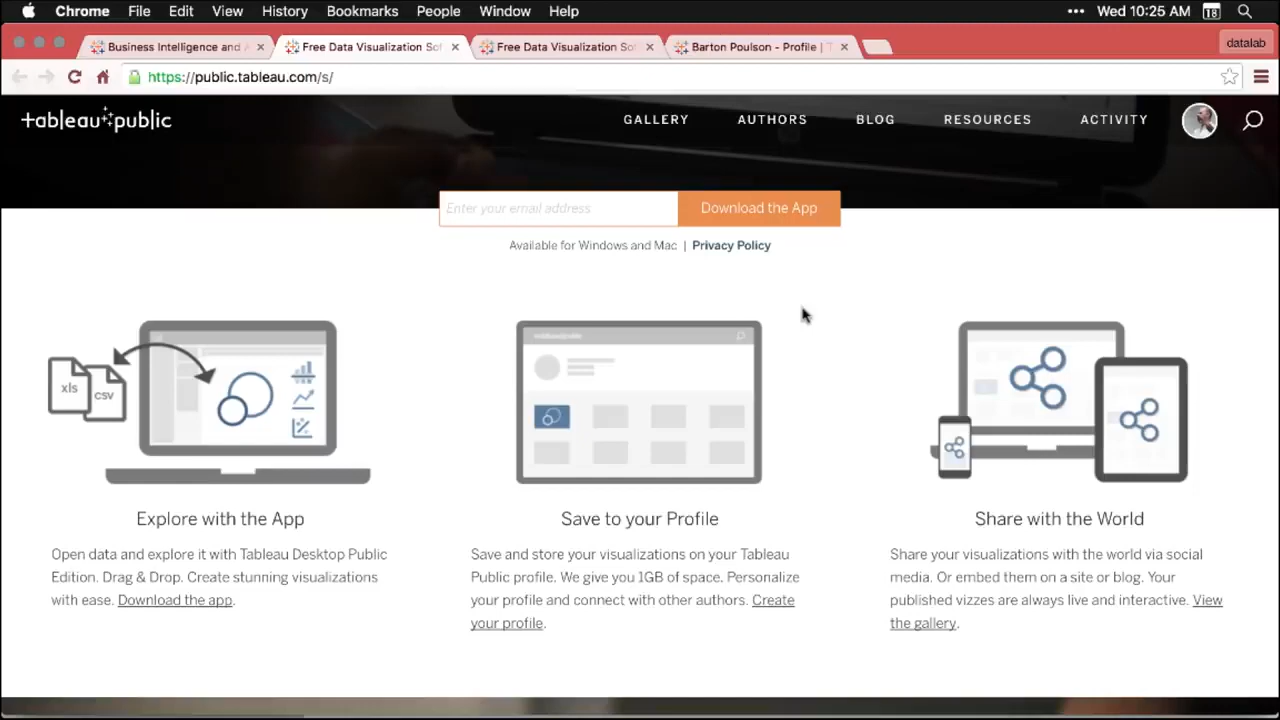 Chrome File Edit View History Bookmarks People Window Help ••• Wed 10:25 AM 18
Business Intelligence and A Free Data Visualization Sof Free Data Visualization Sof Barton Poulson - Profile | T datalab
https://public.tableau.com/s/
tableau public GALLERY AUTHORS BLOG RESOURCES ACTIVITY
Enter your email address Download the App
Available for Windows and Mac | Privacy Policy
xls
csv
Explore with the App
Open data and explore it with Tableau Desktop Public
Edition. Drag & Drop. Create stunning visualizations
with ease. Download the app.
Save to your Profile
Save and store your visualizations on your Tableau
Public profile. We give you 1GB of space. Personalize
your profile and connect with other authors. Create
your profile.
Share with the World
Share your visualizations with the world via social
media. Or embed them on a site or blog. Your
published vizzes are always live and interactive. View
the gallery.